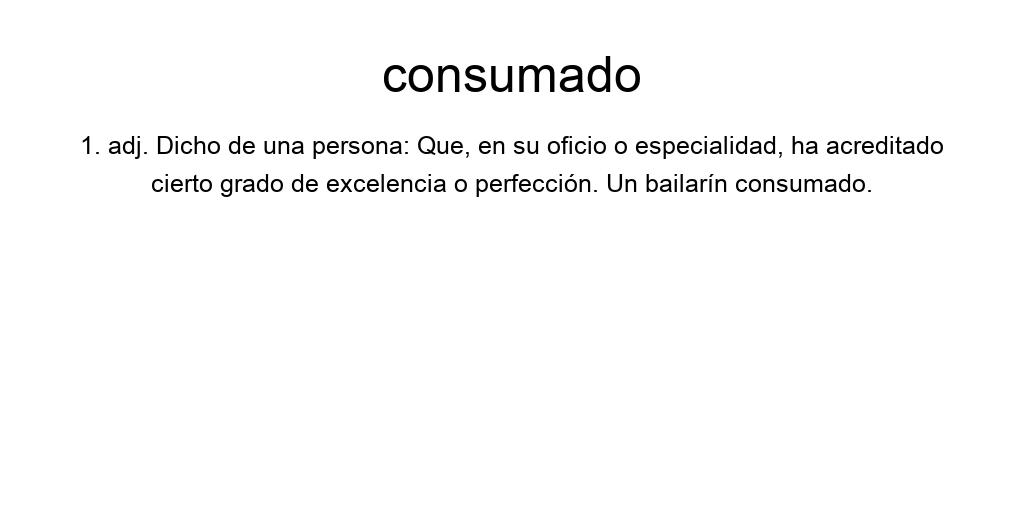 consumado
1. adj. Dicho de una persona: Que, en su oficio o especialidad, ha acreditado
cierto grado de excelencia o perfección. Un bailarín consumado.